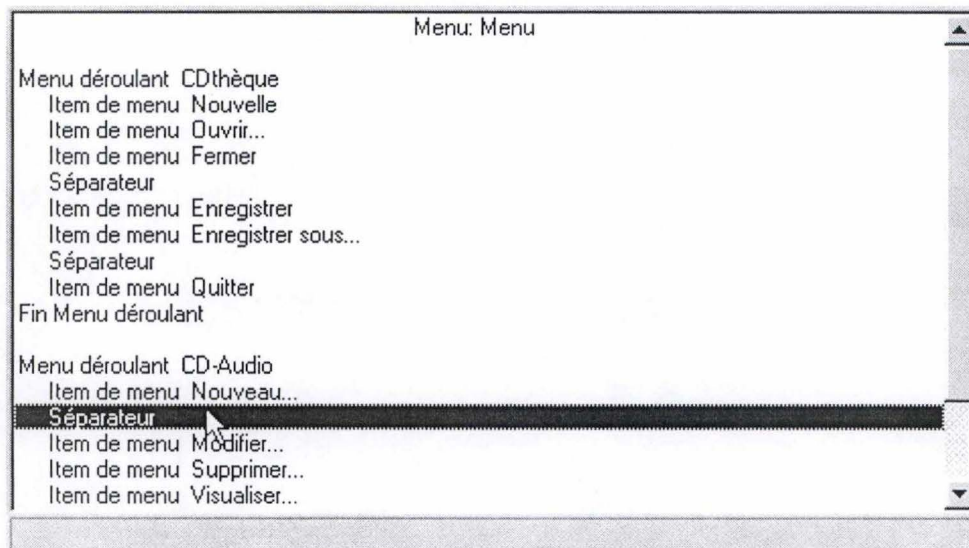 Menu: Menu
Menu déroulant CDthèque
Item de menu Nouvelle
Item de menu Ouvrir...
Item de menu Fermer
Séparateur
Item de menu Enregistrer
Item de menu Enregistrer sous...
Séparateur
Item de menu Quitter
Fin Menu déroulant
Menu déroulant CD-Audio
Item de menu Nouveau...
Séparateur
Item de menu Modifier...
Item de menu Supprimer...
Item de menu Visualiser...